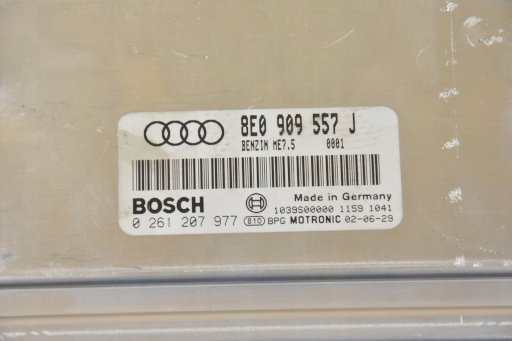 8E0 909 557 J
BENZIN ME7.5 0001
BOSCH Made in Germany
1039S00000 1159 1041
0 261 207 977 810 BPG MOTRONIC 02-06-29